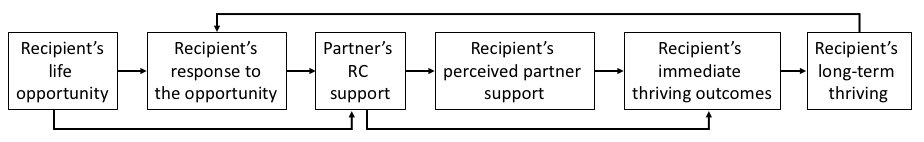 Recipient's
life
opportunity
Recipient's
response to
the opportunity
Partner's
RC
support
Recipient's
perceived partner
support
Recipient's
immediate
thriving outcomes
Recipient's
long-term
thriving